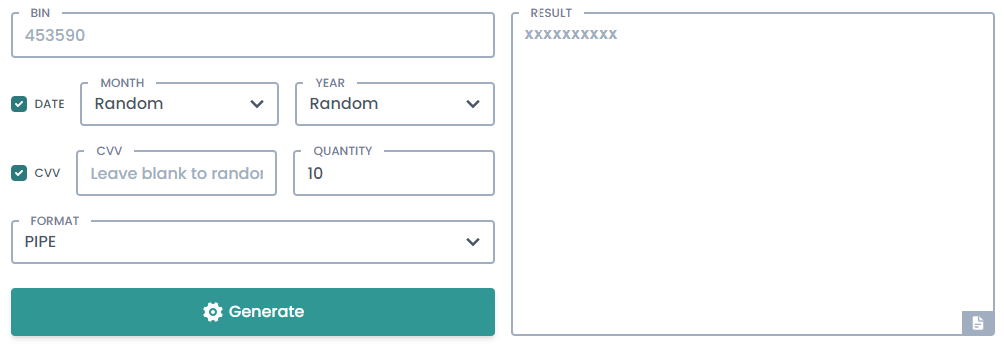 BIN
453590
DATE
MONTH
Random
YEAR
Random
CVV
CVV
Leave blank to randor
QUANTITY
10
FORMAT
PIPE
Generate
RESULT
xxxxxxxxxx